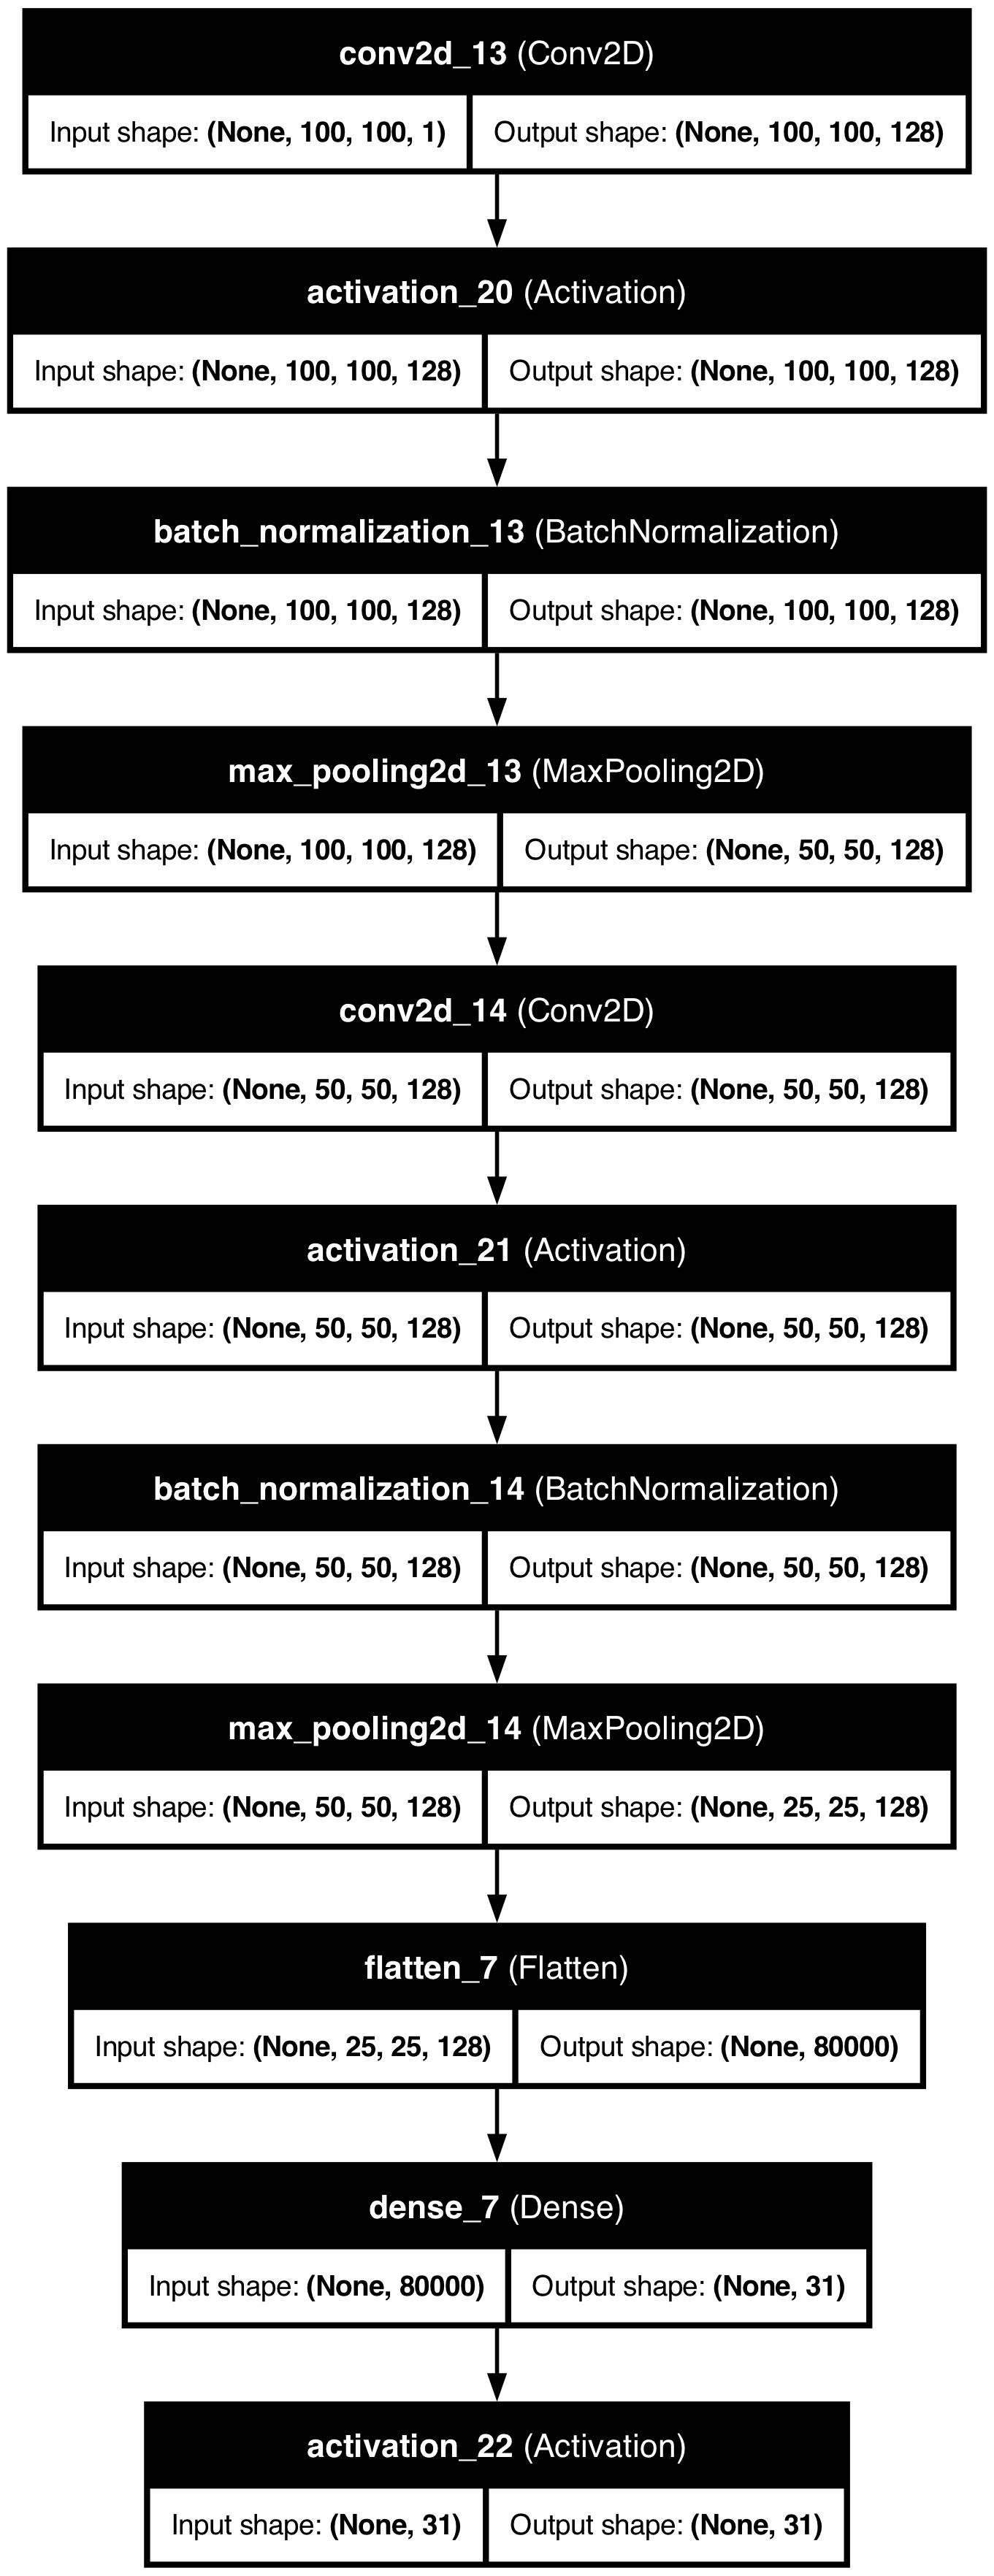 conv2d_13 (Conv2D)
Input shape: (None, 100, 100, 1) Output shape: (None, 100, 100, 128)
activation_20 (Activation)
Input shape: (None, 100, 100, 128) Output shape: (None, 100, 100, 128)
batch_normalization_13 (BatchNormalization)
Input shape: (None, 100, 100, 128) Output shape: (None, 100, 100, 128)
max_pooling2d_13 (MaxPooling2D)
Input shape: (None, 100, 100, 128) Output shape: (None, 50, 50, 128)
conv2d_14 (Conv2D)
Input shape: (None, 50, 50, 128) Output shape: (None, 50, 50, 128)
activation_21 (Activation)
Input shape: (None, 50, 50, 128) Output shape: (None, 50, 50, 128)
batch_normalization_14 (BatchNormalization)
Input shape: (None, 50, 50, 128) Output shape: (None, 50, 50, 128)
max_pooling2d_14 (MaxPooling2D)
Input shape: (None, 50, 50, 128) Output shape: (None, 25, 25, 128)
flatten_7 (Flatten)
Input shape: (None, 25, 25, 128) Output shape: (None, 80000)
dense_7 (Dense)
Input shape: (None, 80000) Output shape: (None, 31)
activation_22 (Activation)
Input shape: (None, 31) Output shape: (None, 31)